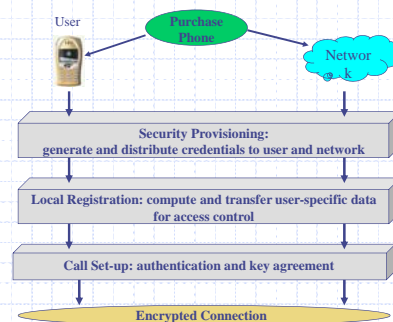 User
Purchase
Phone
Networ
k
Security Provisioning:
generate and distribute credentials to user and network
Local Registration: compute and transfer user-specific data
for access control
Call Set-up: authentication and key agreement
Encrypted Connection